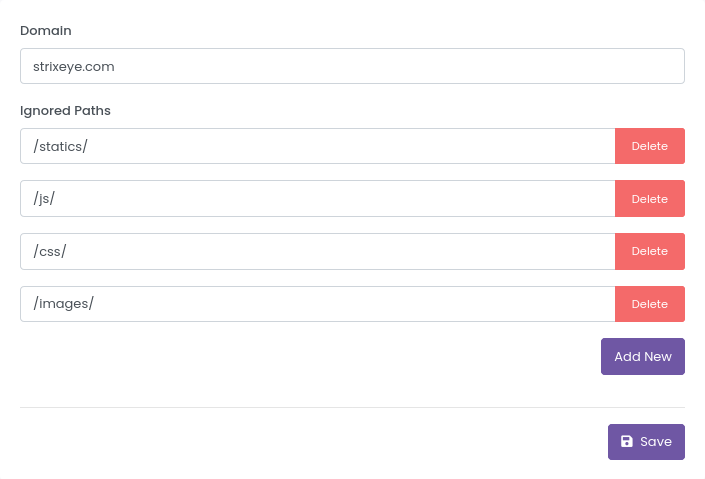 Domain
strixeye.com
Ignored Paths
/statics/ Delete
/js/ Delete
/css/ Delete
/images/ Delete
Add New
Save